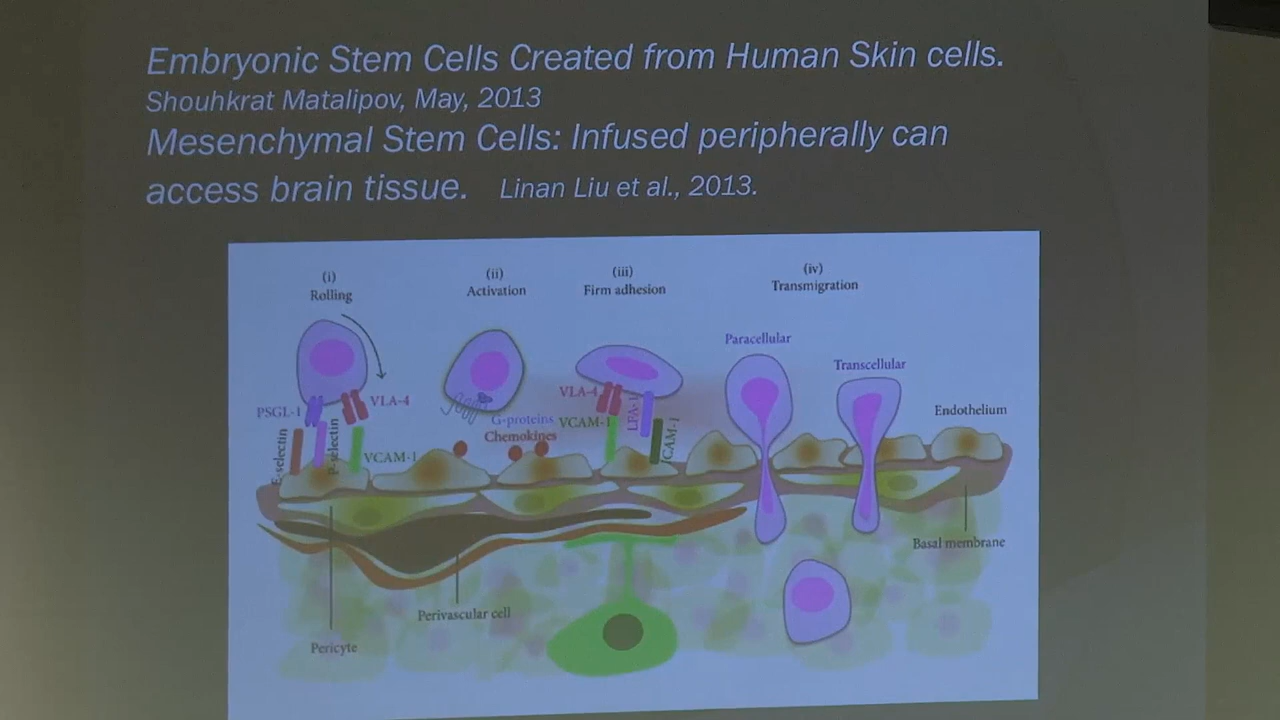 Embryonic Stem Cells Created from Human Skin cells.
Shouhkrat Matalipov, May, 2013
Mesenchymal Stem Cells: Infused peripherally can
access brain tissue. Linan Liu et al., 2013.
(i)
Rolling
(ii)
Activation
(iii)
Firm adhesion
(iv)
Transmigration
Paracellular
Transcellular
PSGL-1
VLA-4
E-selectin
P-selectin
VCAM-1
G-proteins
Chemokines
VLA-4
VCAM-1
LFA-1
ICAM-1
Endothelium
Basal membrane
Perivascular cell
Pericyte